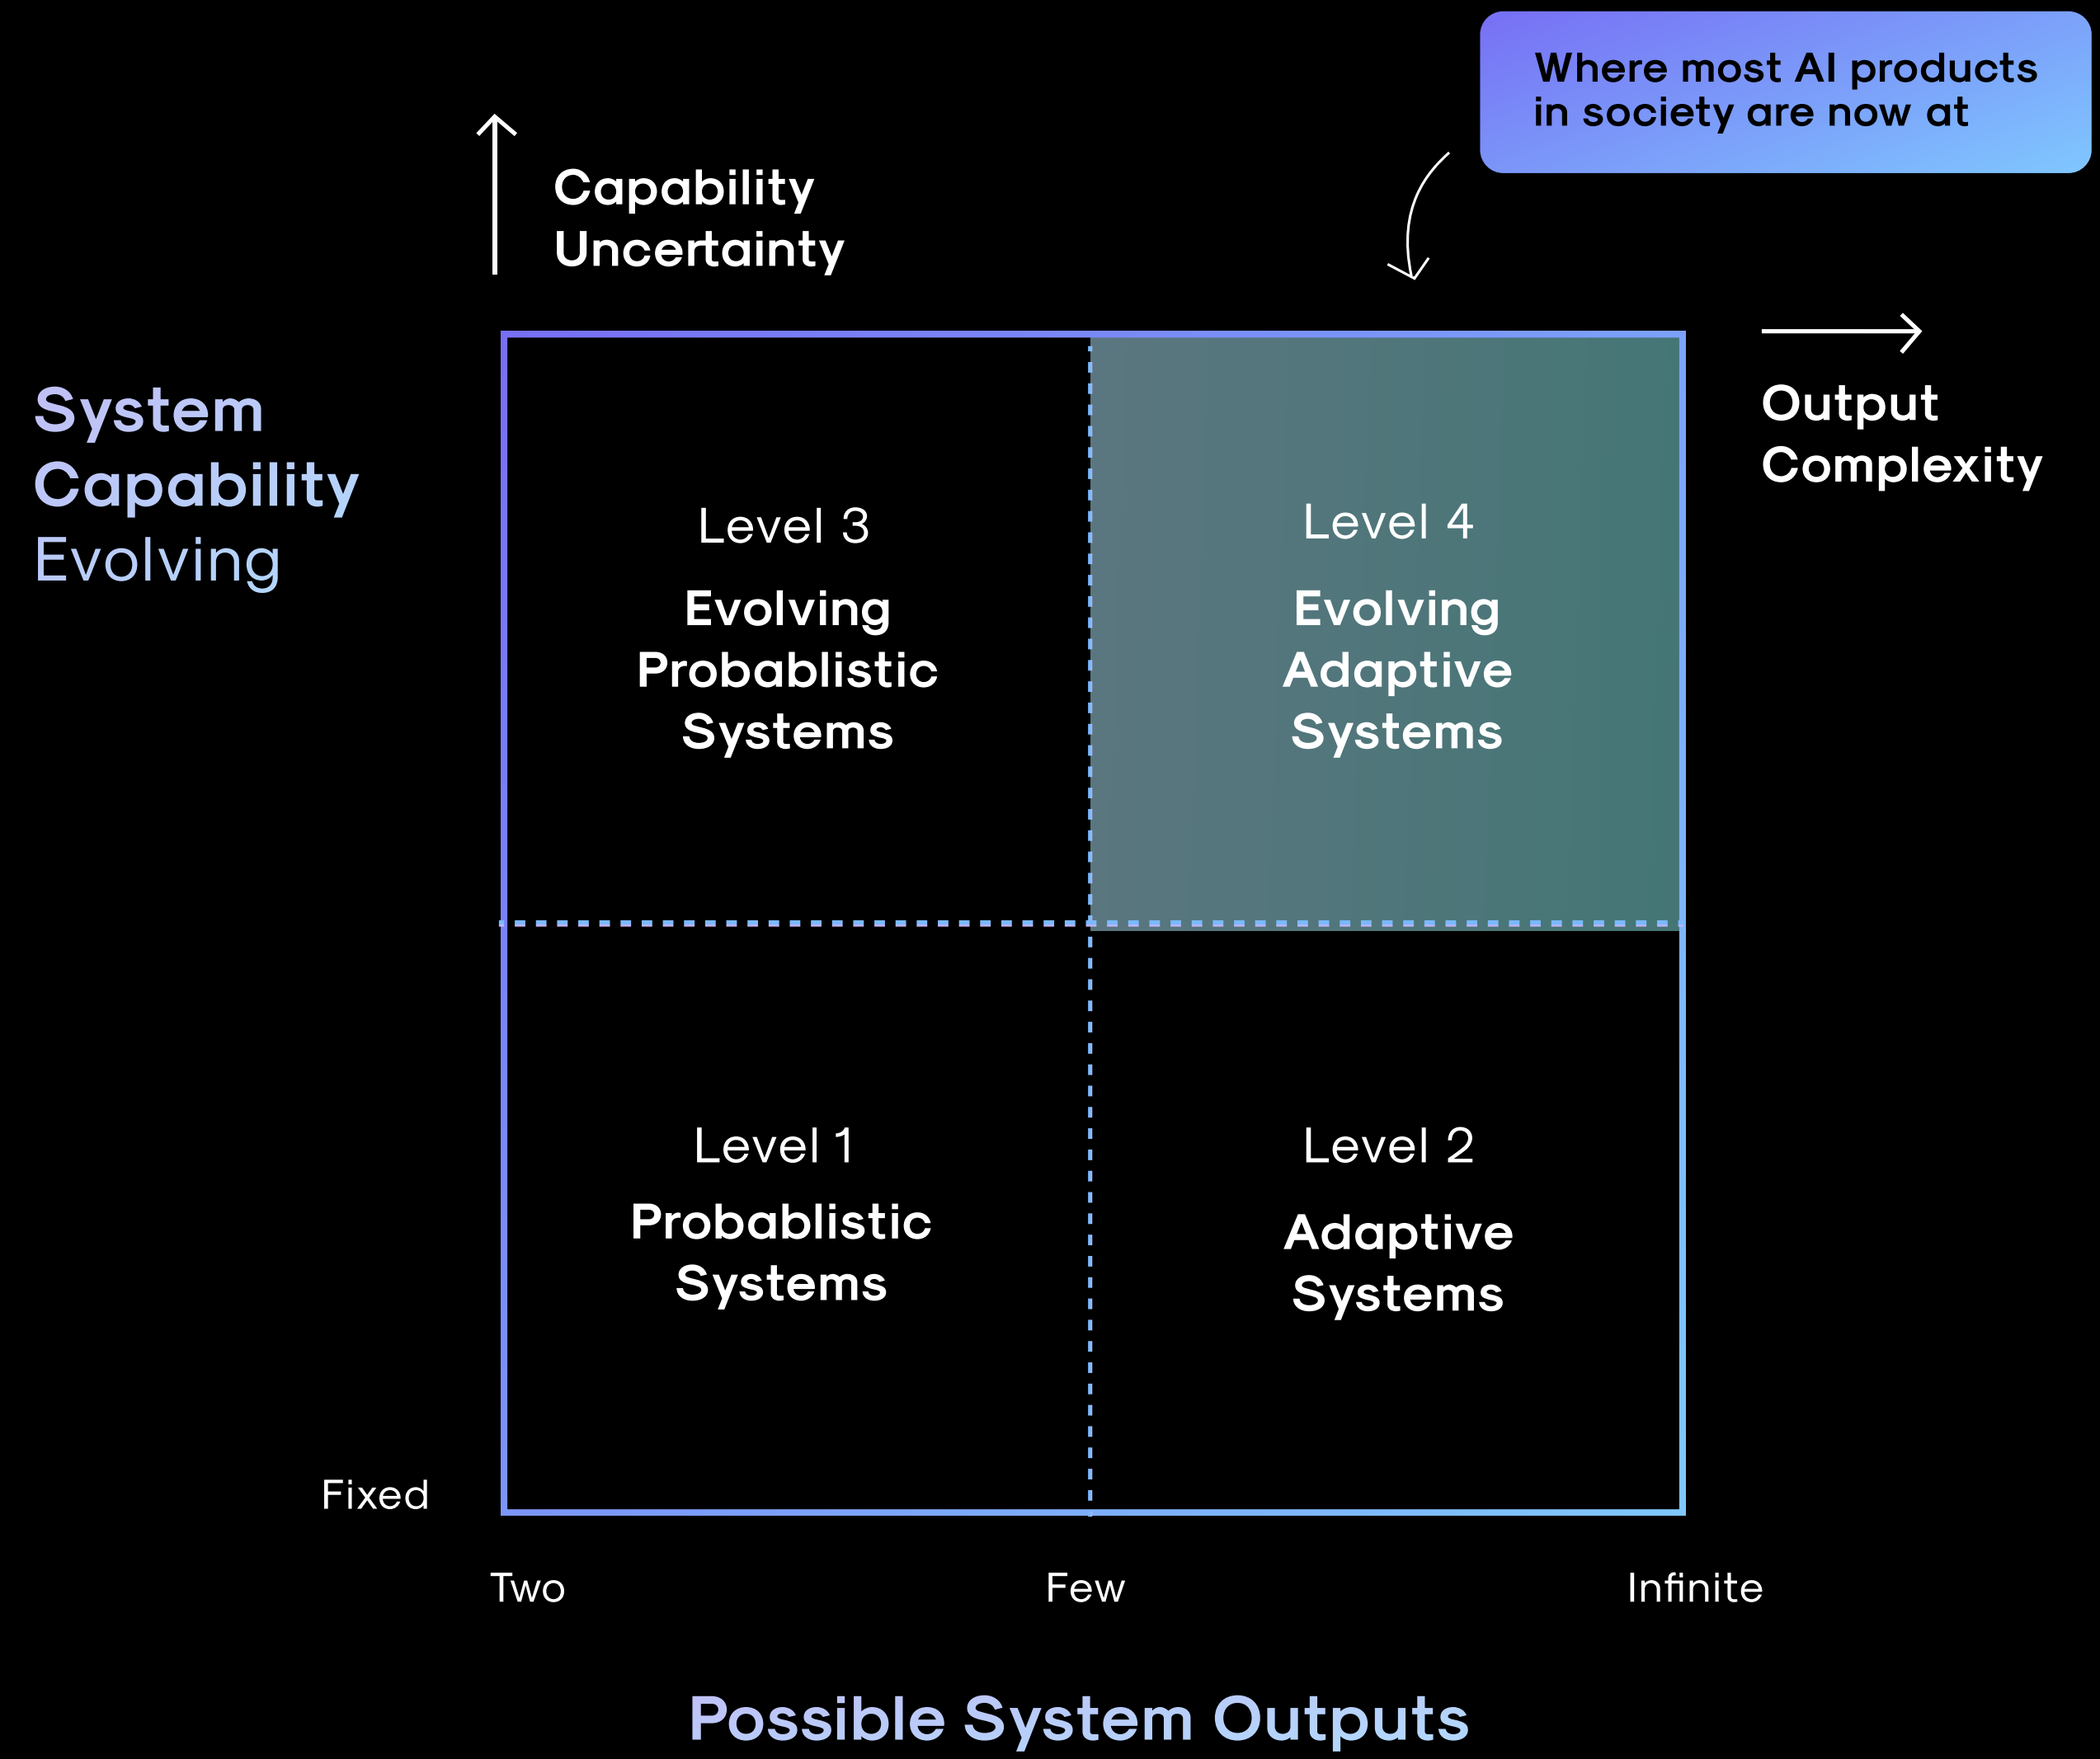 Where most AI products
in society are now at
Capability
Uncertainty
Output
Complexity
System
Capability
Evolving
Level 3
Evolving
Probablistic
Systems
Level 4
Evolving
Adaptive
Systems
Level 1
Probablistic
Systems
Level 2
Adaptive
Systems
Fixed
Two
Few
Infinite
Possible Systems Outputs